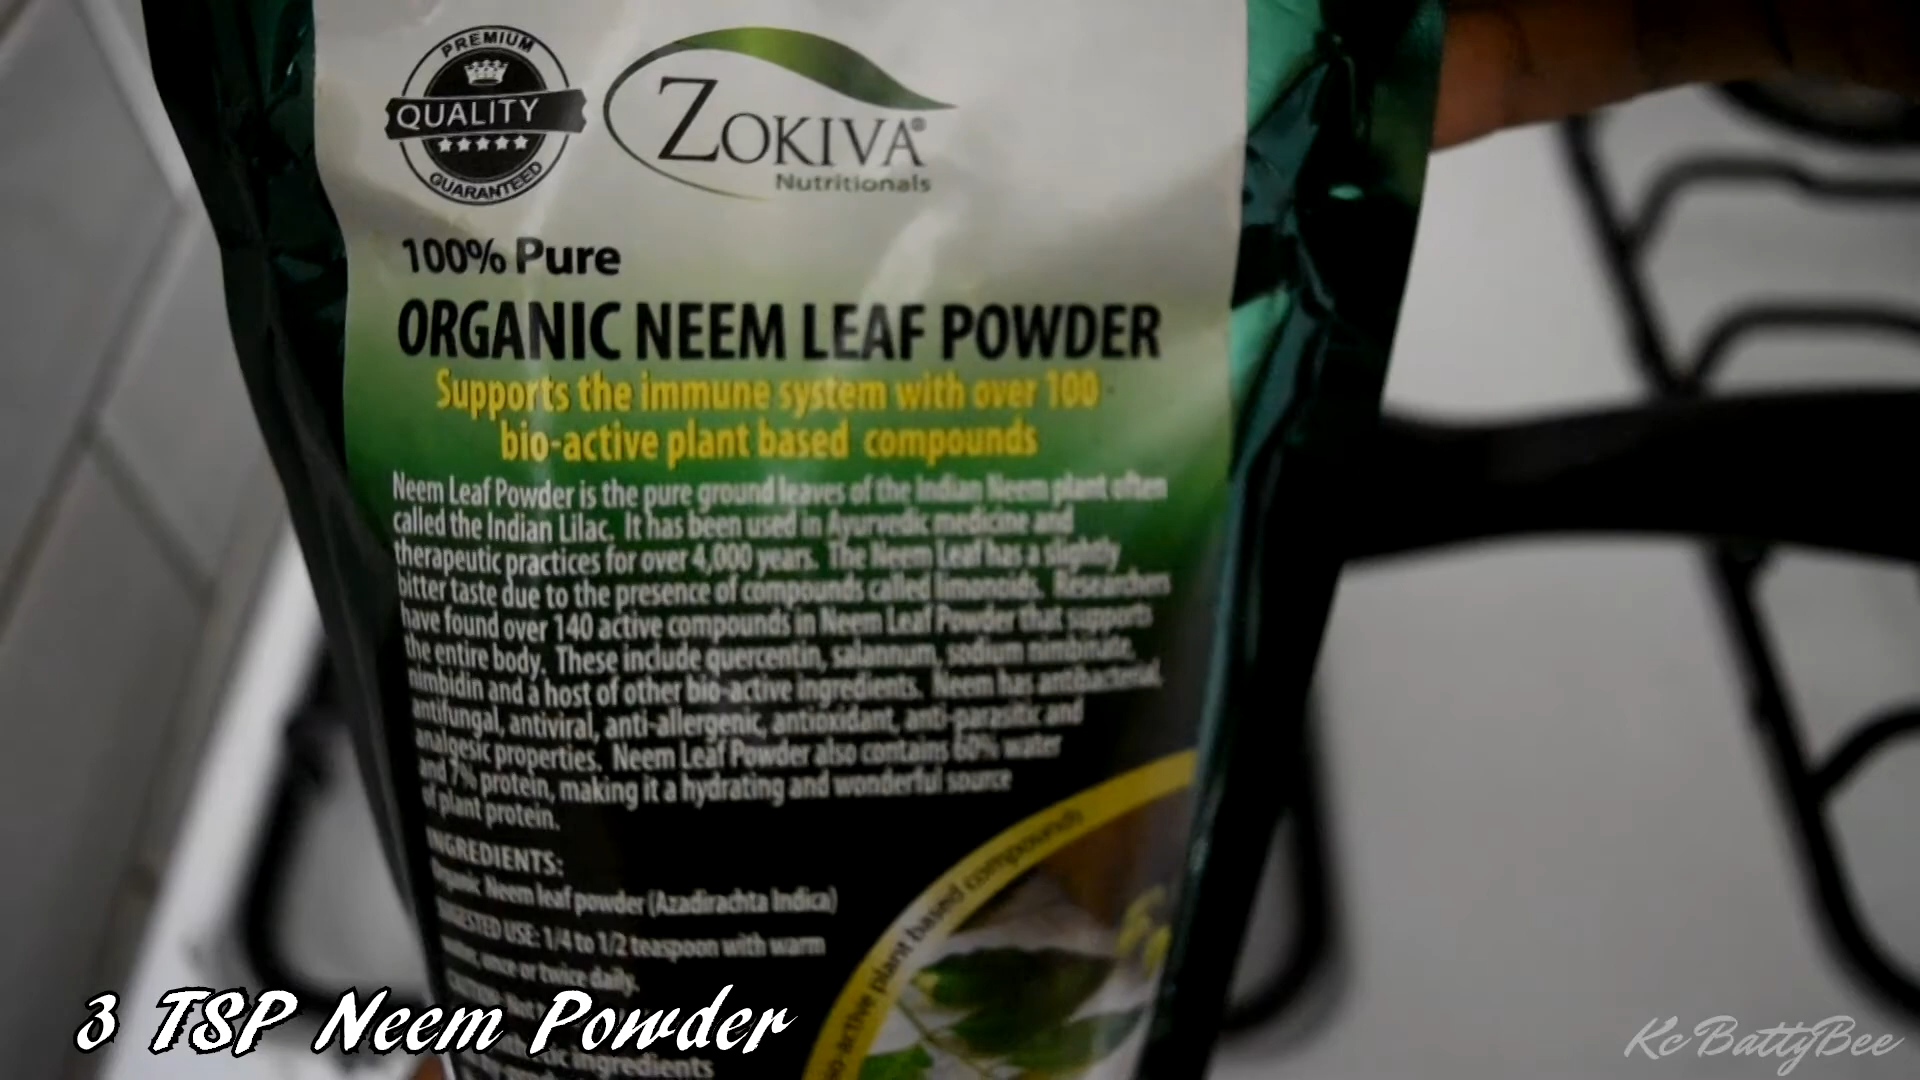 PREMIUM
QUALITY
GUARANTEED
ZOKIVA®
Nutritionals
100% Pure
ORGANIC NEEM LEAF POWDER
Supports the immune system with over 100
bio-active plant based compounds
Neem Leaf Powder is the pure ground leaves of the Indian Neem plant often
called the Indian Lilac. It has been used in Ayurvedic medicine and
therapeutic practices for over 4,000 years. The Neem Leaf has a slightly
bitter taste due to the presence of compounds called limonoids. Researchers
have found over 140 active compounds in Neem Leaf Powder that supports
the entire body. These include quercentin, salannum, sodium nimbinate,
nimbidin and a host of other bio-active ingredients. Neem has antibacterial,
antifungal, antiviral, anti-allergenic, antioxidant, anti-parasitic and
analgesic properties. Neem Leaf Powder also contains 60% water
and 7% protein, making it a hydrating and wonderful source
of plant protein.
INGREDIENTS:
Organic Neem leaf powder (Azadirachta Indica)
USE: 1/4 to 1/2 teaspoon with warm
water, once or twice daily.
ingredients
bio-active plant based compounds
3 TSP Neem Powder
Kc BattyBee